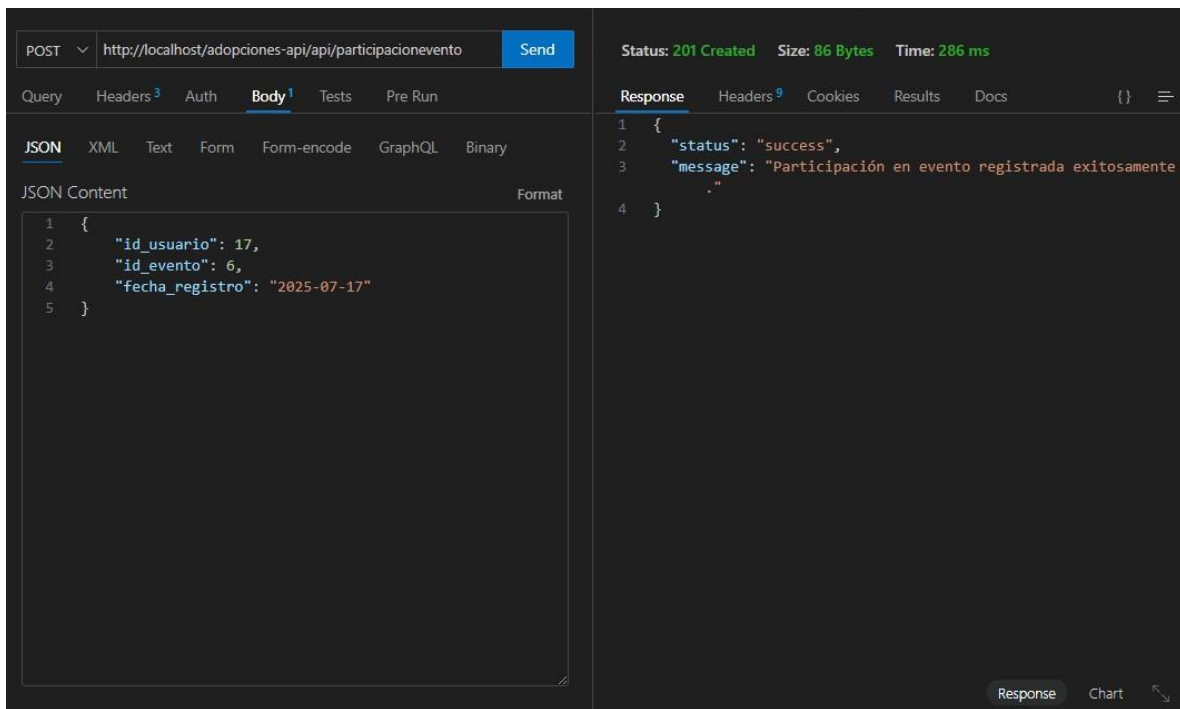 POST http://localhost/adopciones-api/api/participacionevento Send
Query Headers 3 Auth Body 1 Tests Pre Run
JSON XML Text Form Form-encode GraphQL Binary
JSON Content Format
1 {
2 "id_usuario": 17,
3 "id_evento": 6,
4 "fecha_registro": "2025-07-17"
5 }
Status: 201 Created Size: 86 Bytes Time: 286 ms
Response Headers 9 Cookies Results Docs {}
1 {
2 "status": "success",
3 "message": "Participación en evento registrada exitosamente
."
4 }
Response Chart